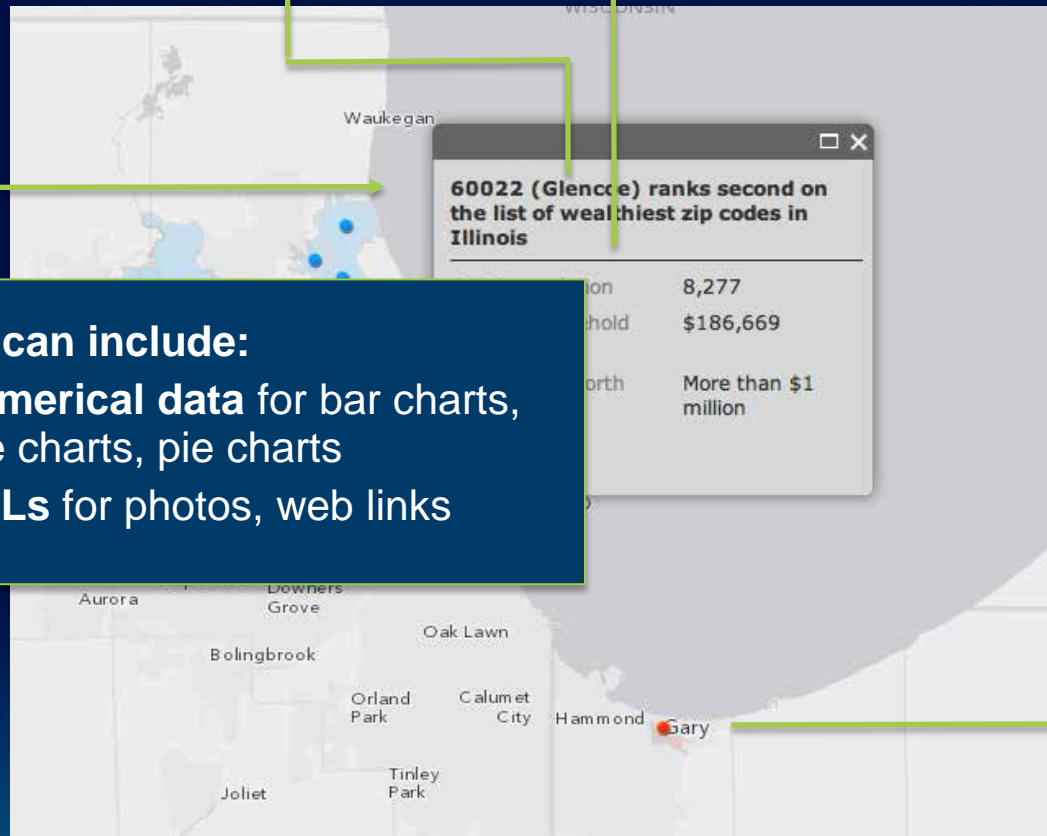 WISCONSIN
Waukegan
60022 (Glencoe) ranks second on
the list of wealthiest zip codes in
Illinois
8,277
$186,669
More than $1
million
can include:
merical data for bar charts,
e charts, pie charts
Ls for photos, web links
Aurora
Downers
Grove
Oak Lawn
Bolingbrook
Orland
Park
Calumet
City
Hammond
Gary
Tinley
Park
Joliet